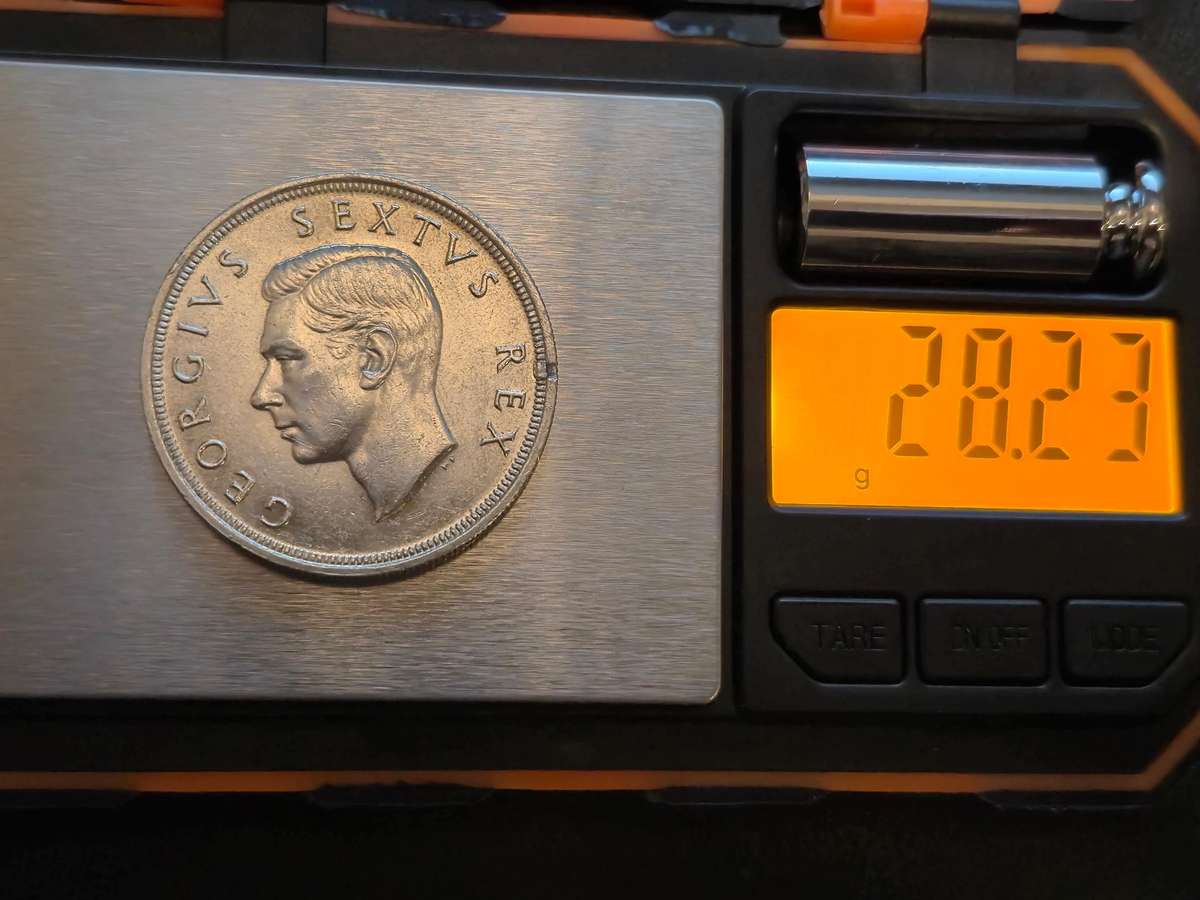 GEORGIVS SEXTVS REX
28.23
g
TARE
ON/OFF
MODE